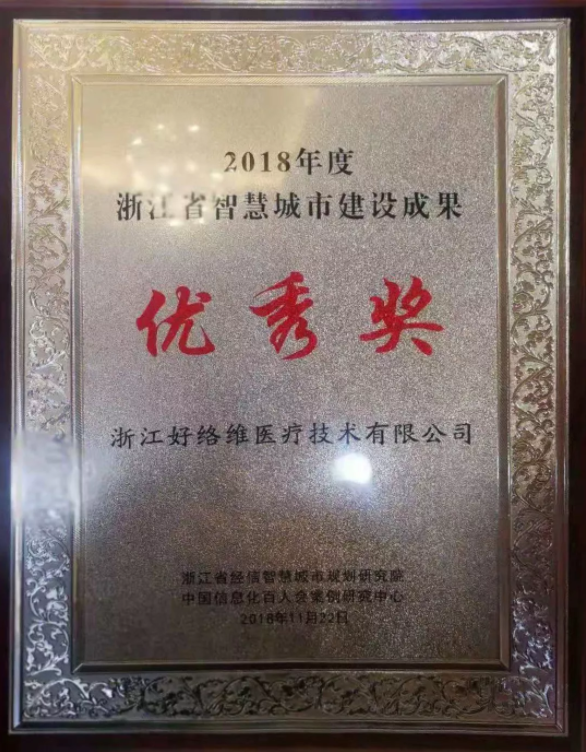 2018年度
浙江省智慧城市建设成果
优秀奖
浙江好络维医疗技术有限公司
浙江省经信智慧城市规划研究院
中国信息化百人会案例研究中心
2018年11月22日